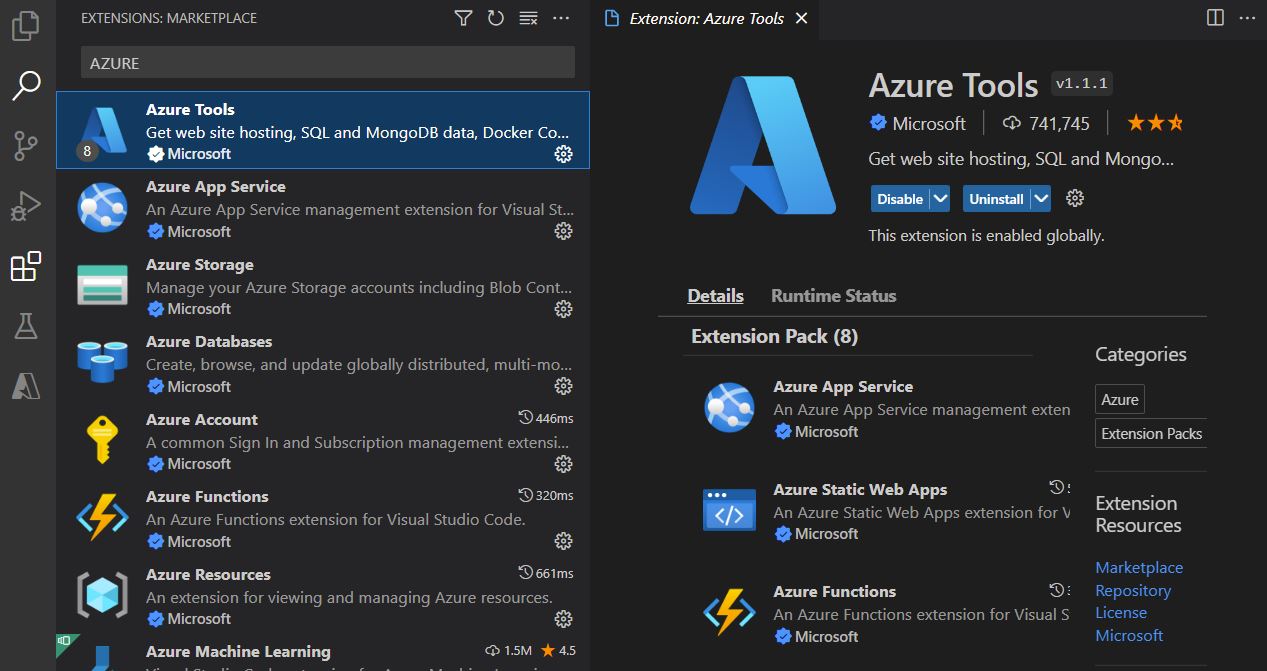 EXTENSIONS: MARKETPLACE
AZURE
Azure Tools
Get web site hosting, SQL and MongoDB data, Docker Co...
8
Microsoft
Azure App Service
An Azure App Service management extension for Visual St...
Microsoft
Azure Storage
Manage your Azure Storage accounts including Blob Cont...
Microsoft
Azure Databases
Create, browse, and update globally distributed, multi-mo...
Microsoft
Azure Account 446ms
A common Sign In and Subscription management extensi...
Microsoft
Azure Functions 320ms
An Azure Functions extension for Visual Studio Code.
Microsoft
Azure Resources 661ms
An extension for viewing and managing Azure resources.
Microsoft
Azure Machine Learning 1.5M 4.5
Extension: Azure Tools
Azure Tools v1.1.1
Microsoft 741,745
Get web site hosting, SQL and Mongo...
Disable Uninstall
This extension is enabled globally.
Details Runtime Status
Extension Pack (8)
Azure App Service
An Azure App Service management exten
Microsoft
Azure Static Web Apps
An Azure Static Web Apps extension for V
Microsoft
Azure Functions
An Azure Functions extension for Visual S
Microsoft
Categories
Azure
Extension Packs
Extension
Resources
Marketplace
Repository
License
Microsoft